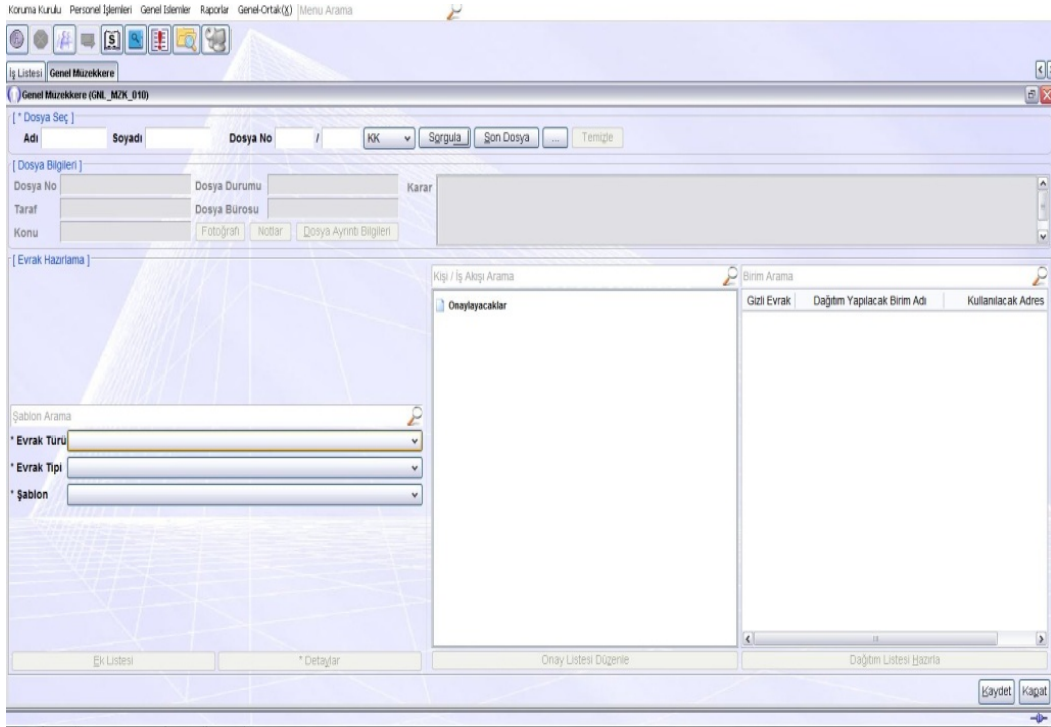 Koruma Kurulu Personel İşlemleri Genel İslemler Raporlar Genel-Ortak(X) Menu Arama
İş Listesi Genel Müzekkere
Genel Müzekkere (GNL_MZK_010)
[ * Dosya Seç ]
Adı Soyadı Dosya No / KK Sorgula Son Dosya ... Temizle
[ Dosya Bilgileri ]
Dosya No Dosya Durumu Karar
Taraf Dosya Bürosu
Konu Fotoğrafı Notlar Dosya Ayrıntı Bilgileri
[ Evrak Hazırlama ]
Kişi / İş Akışı Arama Birim Arama
Onaylayacaklar Gizli Evrak Dağıtım Yapılacak Birim Adı Kullanılacak Adres
Şablon Arama
* Evrak Türü
* Evrak Tipi
* Şablon
Ek Listesi * Detaylar Onay Listesi Düzenle Dağıtım Listesi Hazırla
Kaydet Kapat